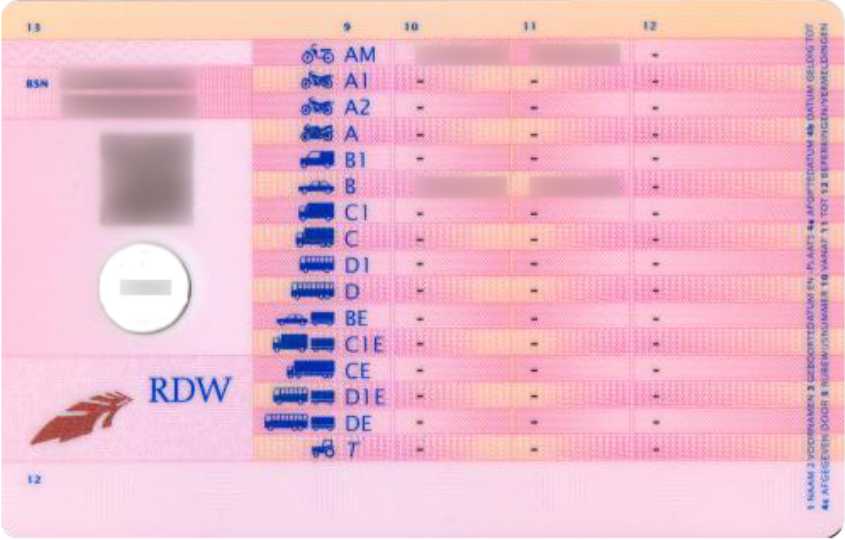 13 9 10 11 12
AM -
BSN A1 - - -
A2 - - -
A - - -
B1 - - -
B -
C1 - - -
C - - -
D1 - - -
D - - -
BE - - -
C1E - - -
CE - - -
RDW D1E - - -
DE - - -
T - - -
12
1 NAAM 2 VOORNAMEN 3 GEBOORTEDATUM EN -PLAATS 4a AFGIFTEDATUM 4b DATUM GELDIG TOT
4c AFGEGEVEN DOOR 5 RIJBEWIJSNUMMER 10 VANAF 11 TOT 12 BEPERKINGEN/VERMELDINGEN